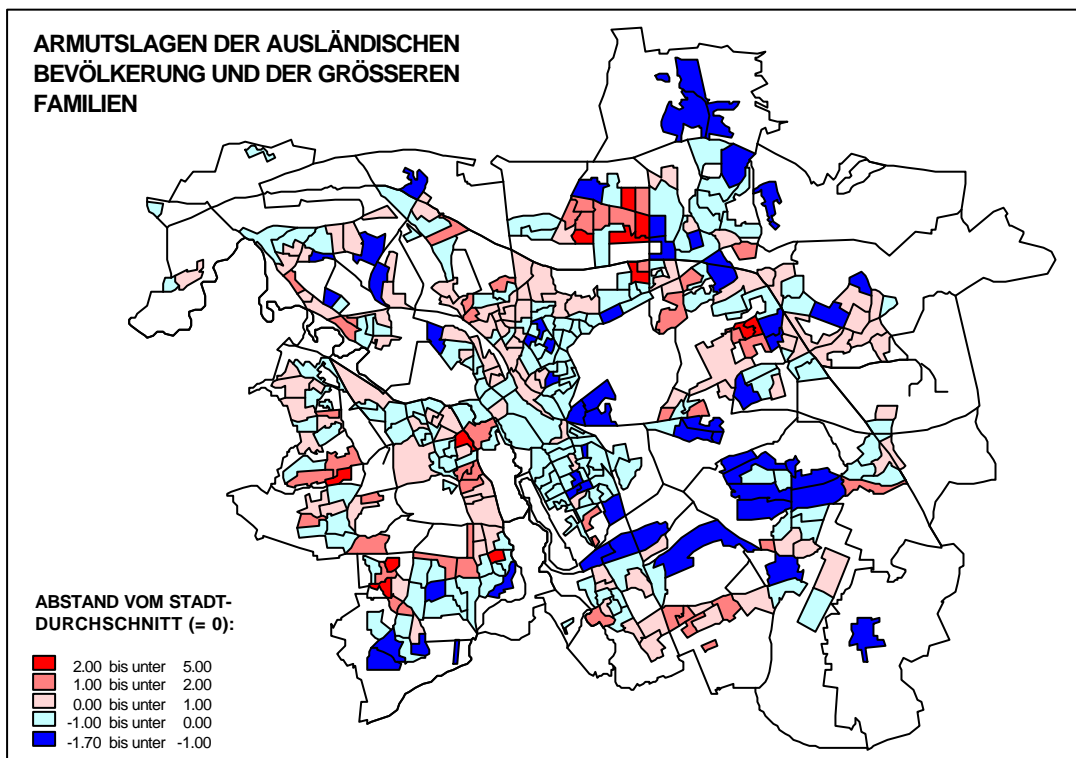 ARMUTSLAGEN DER AUSLÄNDISCHEN
BEVÖLKERUNG UND DER GRÖSSEREN
FAMILIEN
ABSTAND VOM STADT-
DURCHSCHNITT (= 0):
2.00 bis unter 5.00
1.00 bis unter 2.00
0.00 bis unter 1.00
-1.00 bis unter 0.00
-1.70 bis unter -1.00